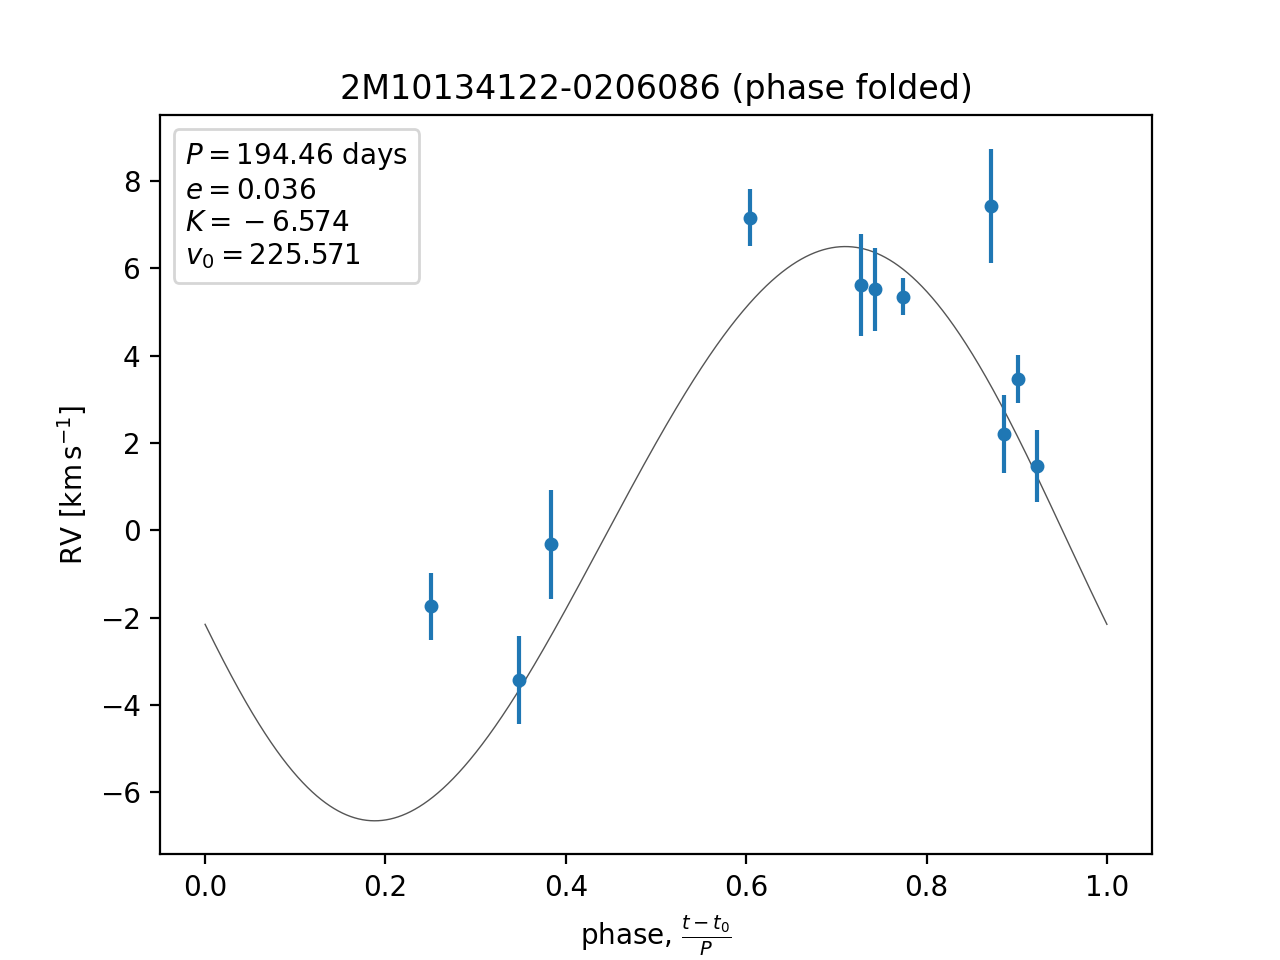 2M10134122-0206086 (phase folded)
P = 194.46 days
e = 0.036
K = −6.574
v₀ = 225.571
8
6
4
2
0
−2
−4
−6
RV [km s⁻¹]
0.0 0.2 0.4 0.6 0.8 1.0
phase, (t − t₀)/P